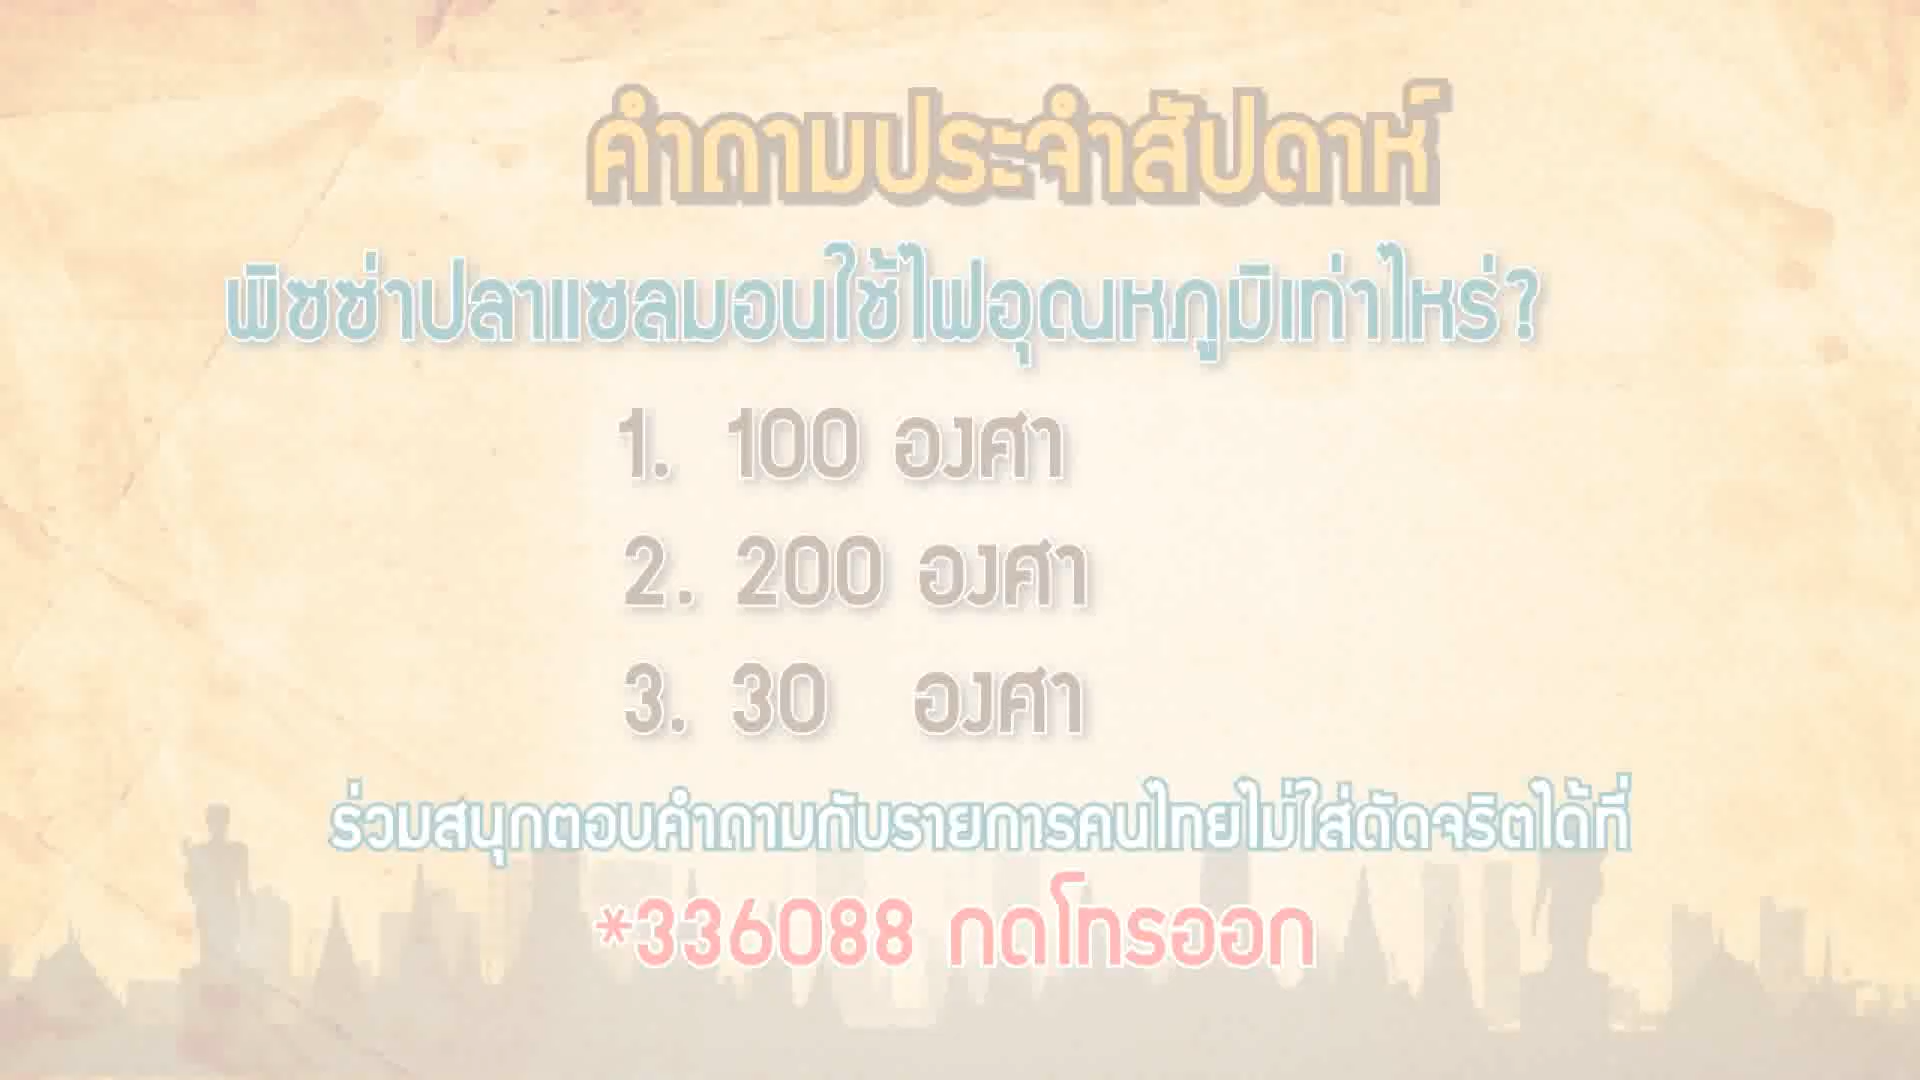 คำถามประจำสัปดาห์
พิซซ่าปลาแซลมอนใช้ไฟอุณหภูมิเท่าไหร่?
1. 100 องศา
2. 200 องศา
3. 30 องศา
ร่วมสนุกตอบคำถามกับรายการคนไทยไม่ใส่ดัดจริตได้ที่
*336088 กดโทรออก